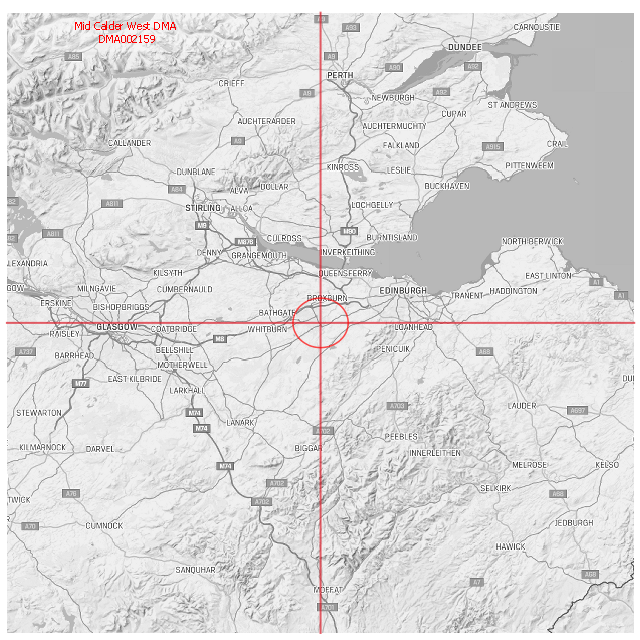 Mid Calder West DMA
DMA002159
A9
CARNOUSTIE
A93
DUNDEE
A85
A9
PERTH
A90
A92
CRIEFF
A9
NEWBURGH
A92
ST ANDREWS
AUCHTERARDER
AUCHTERMUCHTY
CUPAR
CALLANDER
A9
FALKLAND
A915
CRAIL
KINROSS
LESLIE
PITTENWEEM
DUNBLANE
A84
ALVA
DOLLAR
BUCKHAVEN
A811
STIRLING
ALLOA
LOCHGELLY
M9
M90
A811
M876
CULROSS
BURNTISLAND
DENNY
GRANGEMOUTH
INVERKEITHING
NORTH BERWICK
ALEXANDRIA
KILSYTH
QUEENSFERRY
EAST LINTON
A1
MILNGAVIE
CUMBERNAULD
EDINBURGH
HADDINGTON
A1
ERSKINE
BISHOPBRIGGS
BROXBURN
TRANENT
BATHGATE
GLASGOW
COATBRIDGE
WHITBURN
LOANHEAD
PAISLEY
M8
A737
BARRHEAD
BELLSHILL
PENICUIK
A68
MOTHERWELL
M77
EAST KILBRIDE
LARKHALL
STEWARTON
M74
A703
LAUDER
A697
M74
LANARK
A702
PEEBLES
KILMARNOCK
DARVEL
BIGGAR
INNERLEITHEN
M74
MELROSE
KELSO
A702
SELKIRK
A76
A702
A68
CUMNOCK
JEDBURGH
A70
HAWICK
SANQUHAR
A68
A7
MOFFAT
A701